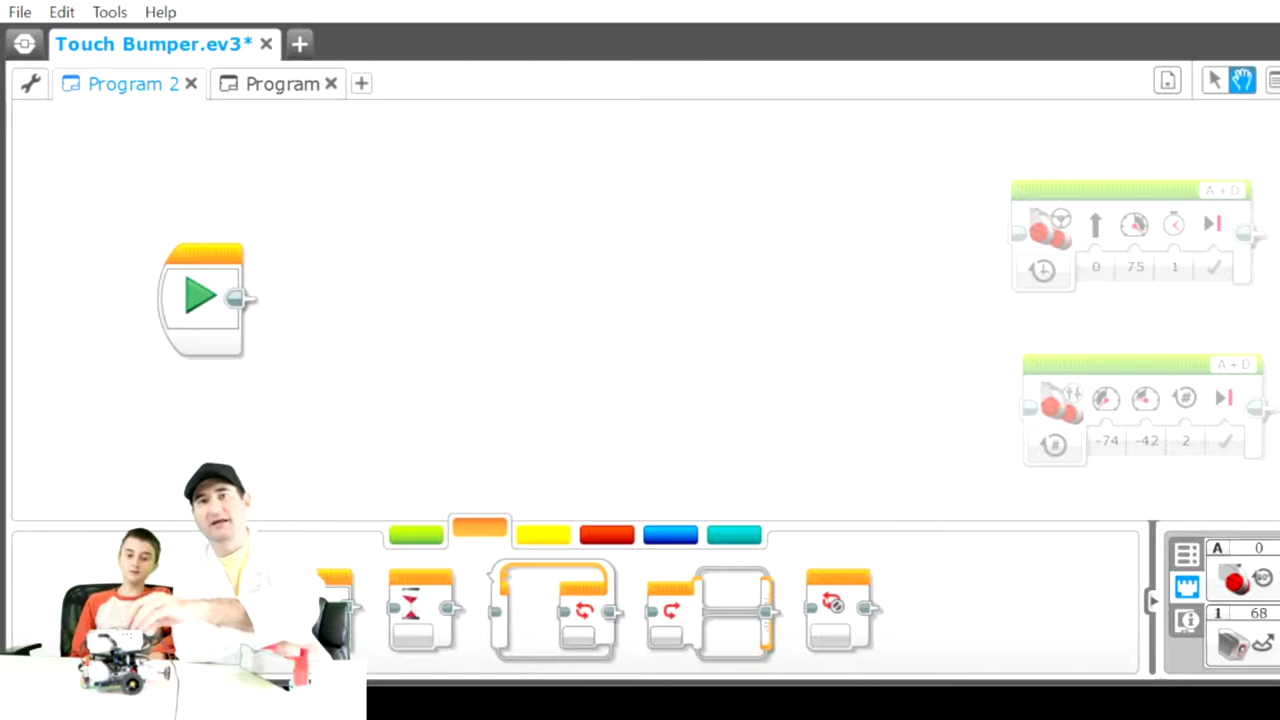 File Edit Tools Help
Touch Bumper.ev3*
Program 2 Program
A + D
0 75 1
A + D
-74 -42 2
A 0
1 68